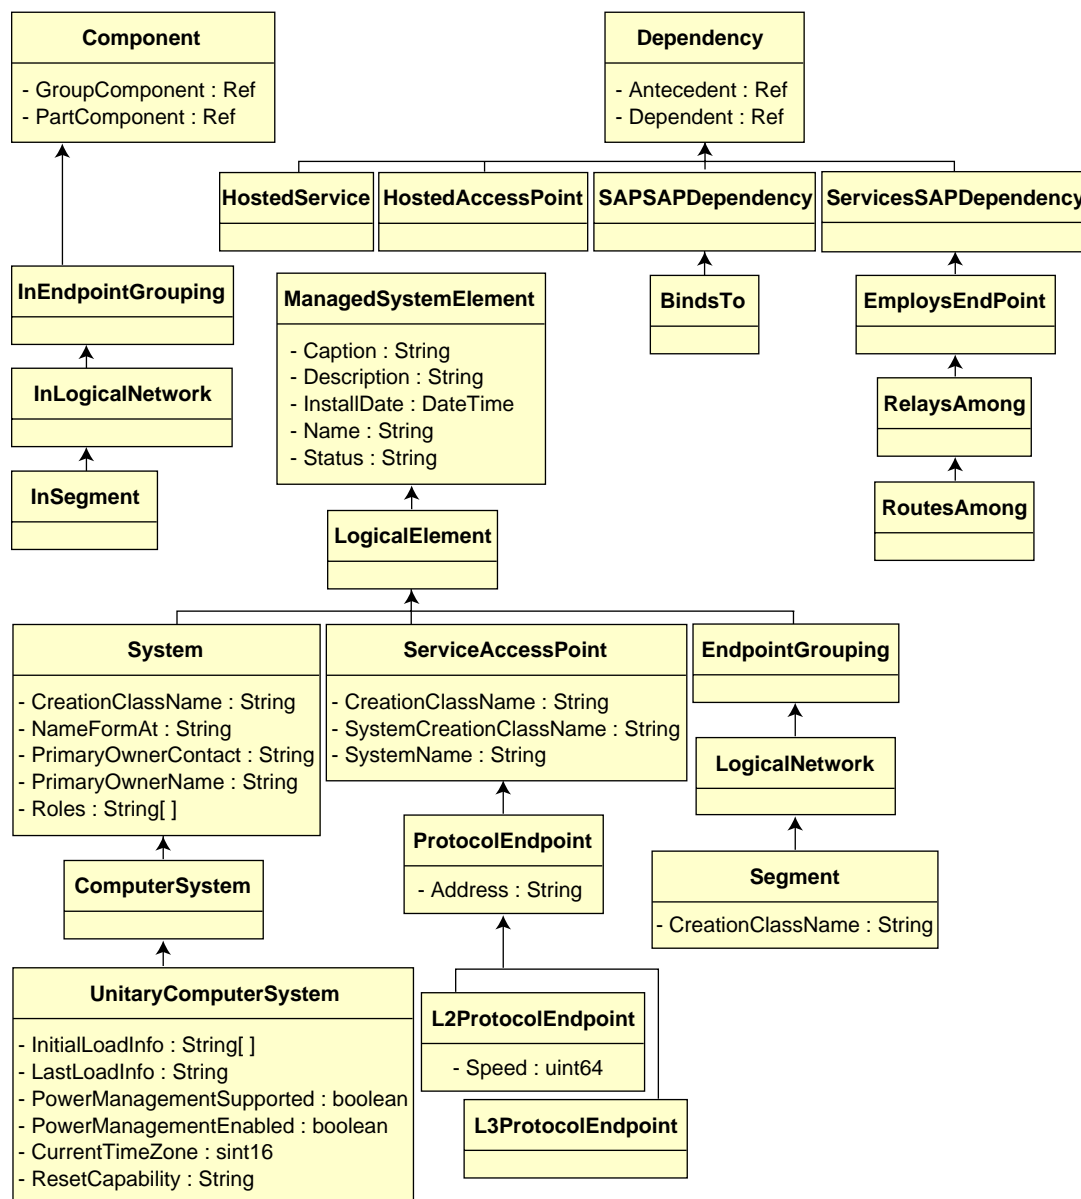 Component
- GroupComponent : Ref
- PartComponent : Ref
Dependency
- Antecedent : Ref
- Dependent : Ref
HostedService
HostedAccessPoint
SAPSAPDependency
ServicesSAPDependency
InEndpointGrouping
ManagedSystemElement
- Caption : String
- Description : String
- InstallDate : DateTime
- Name : String
- Status : String
BindsTo
EmploysEndPoint
InLogicalNetwork
RelaysAmong
InSegment
RoutesAmong
LogicalElement
System
- CreationClassName : String
- NameFormAt : String
- PrimaryOwnerContact : String
- PrimaryOwnerName : String
- Roles : String[ ]
ServiceAccessPoint
- CreationClassName : String
- SystemCreationClassName : String
- SystemName : String
EndpointGrouping
LogicalNetwork
ProtocolEndpoint
- Address : String
ComputerSystem
Segment
- CreationClassName : String
UnitaryComputerSystem
- InitialLoadInfo : String[ ]
- LastLoadInfo : String
- PowerManagementSupported : boolean
- PowerManagementEnabled : boolean
- CurrentTimeZone : sint16
- ResetCapability : String
L2ProtocolEndpoint
- Speed : uint64
L3ProtocolEndpoint